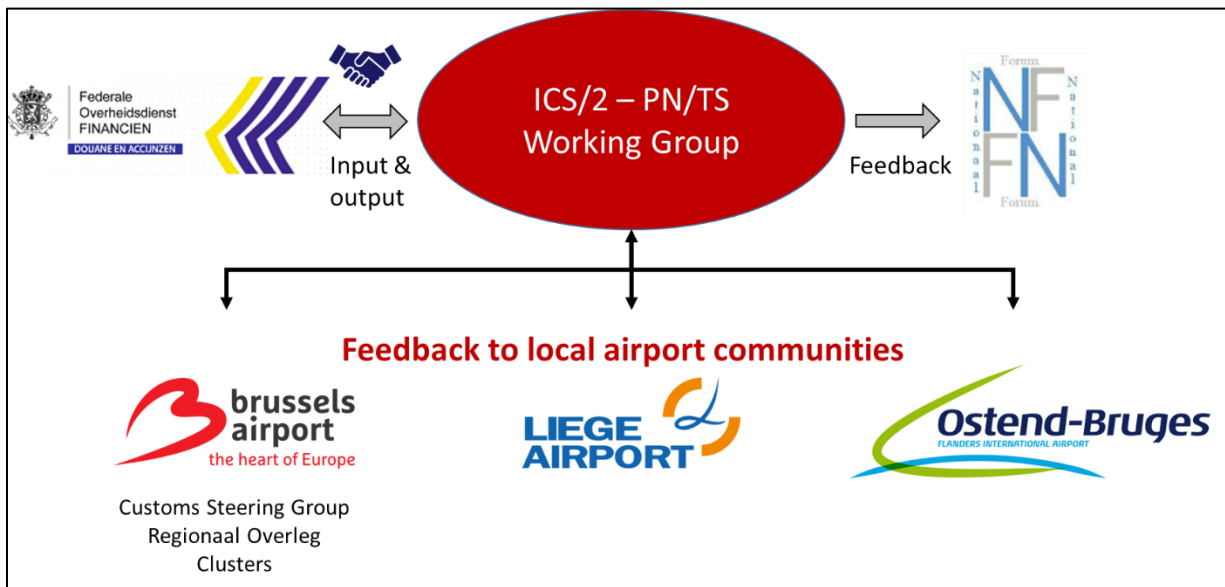 Federale
Overheidsdienst
FINANCIEN
DOUANE EN ACCIJNZEN
Input &
output
ICS/2 – PN/TS
Working Group
Feedback
Forum
Nationaal
NF
FN
National
Forum
Feedback to local airport communities
brussels
airport
the heart of Europe
LIEGE
AIRPORT
Ostend-Bruges
FLANDERS INTERNATIONAL AIRPORT
Customs Steering Group
Regionaal Overleg
Clusters